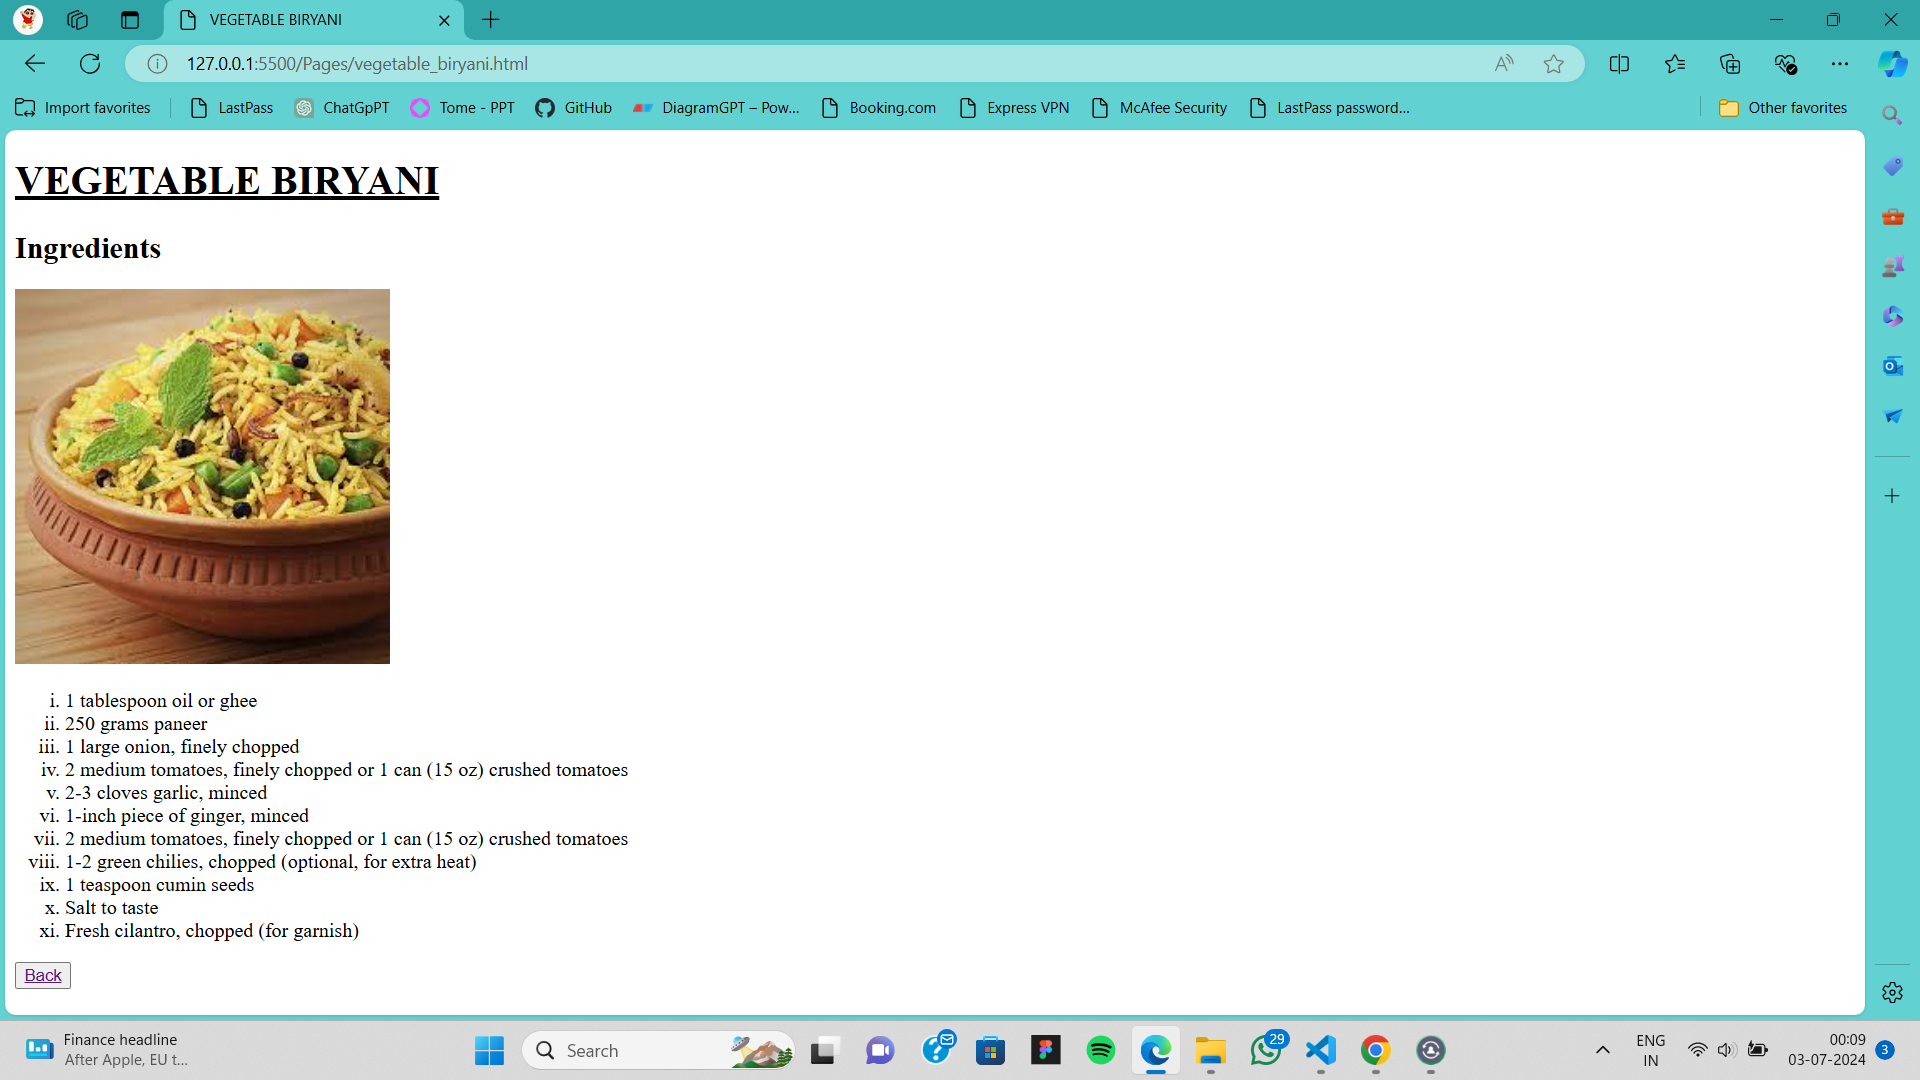 VEGETABLE BIRYANI
127.0.0.1:5500/Pages/vegetable_biryani.html
Import favorites
LastPass
ChatGpPT
Tome - PPT
GitHub
DiagramGPT – Pow...
Booking.com
Express VPN
McAfee Security
LastPass password...
Other favorites
VEGETABLE BIRYANI
Ingredients
i. 1 tablespoon oil or ghee
ii. 250 grams paneer
iii. 1 large onion, finely chopped
iv. 2 medium tomatoes, finely chopped or 1 can (15 oz) crushed tomatoes
v. 2-3 cloves garlic, minced
vi. 1-inch piece of ginger, minced
vii. 2 medium tomatoes, finely chopped or 1 can (15 oz) crushed tomatoes
viii. 1-2 green chilies, chopped (optional, for extra heat)
ix. 1 teaspoon cumin seeds
x. Salt to taste
xi. Fresh cilantro, chopped (for garnish)
Back
Finance headline
After Apple, EU t...
Search
29
ENG
IN
00:09
03-07-2024
3